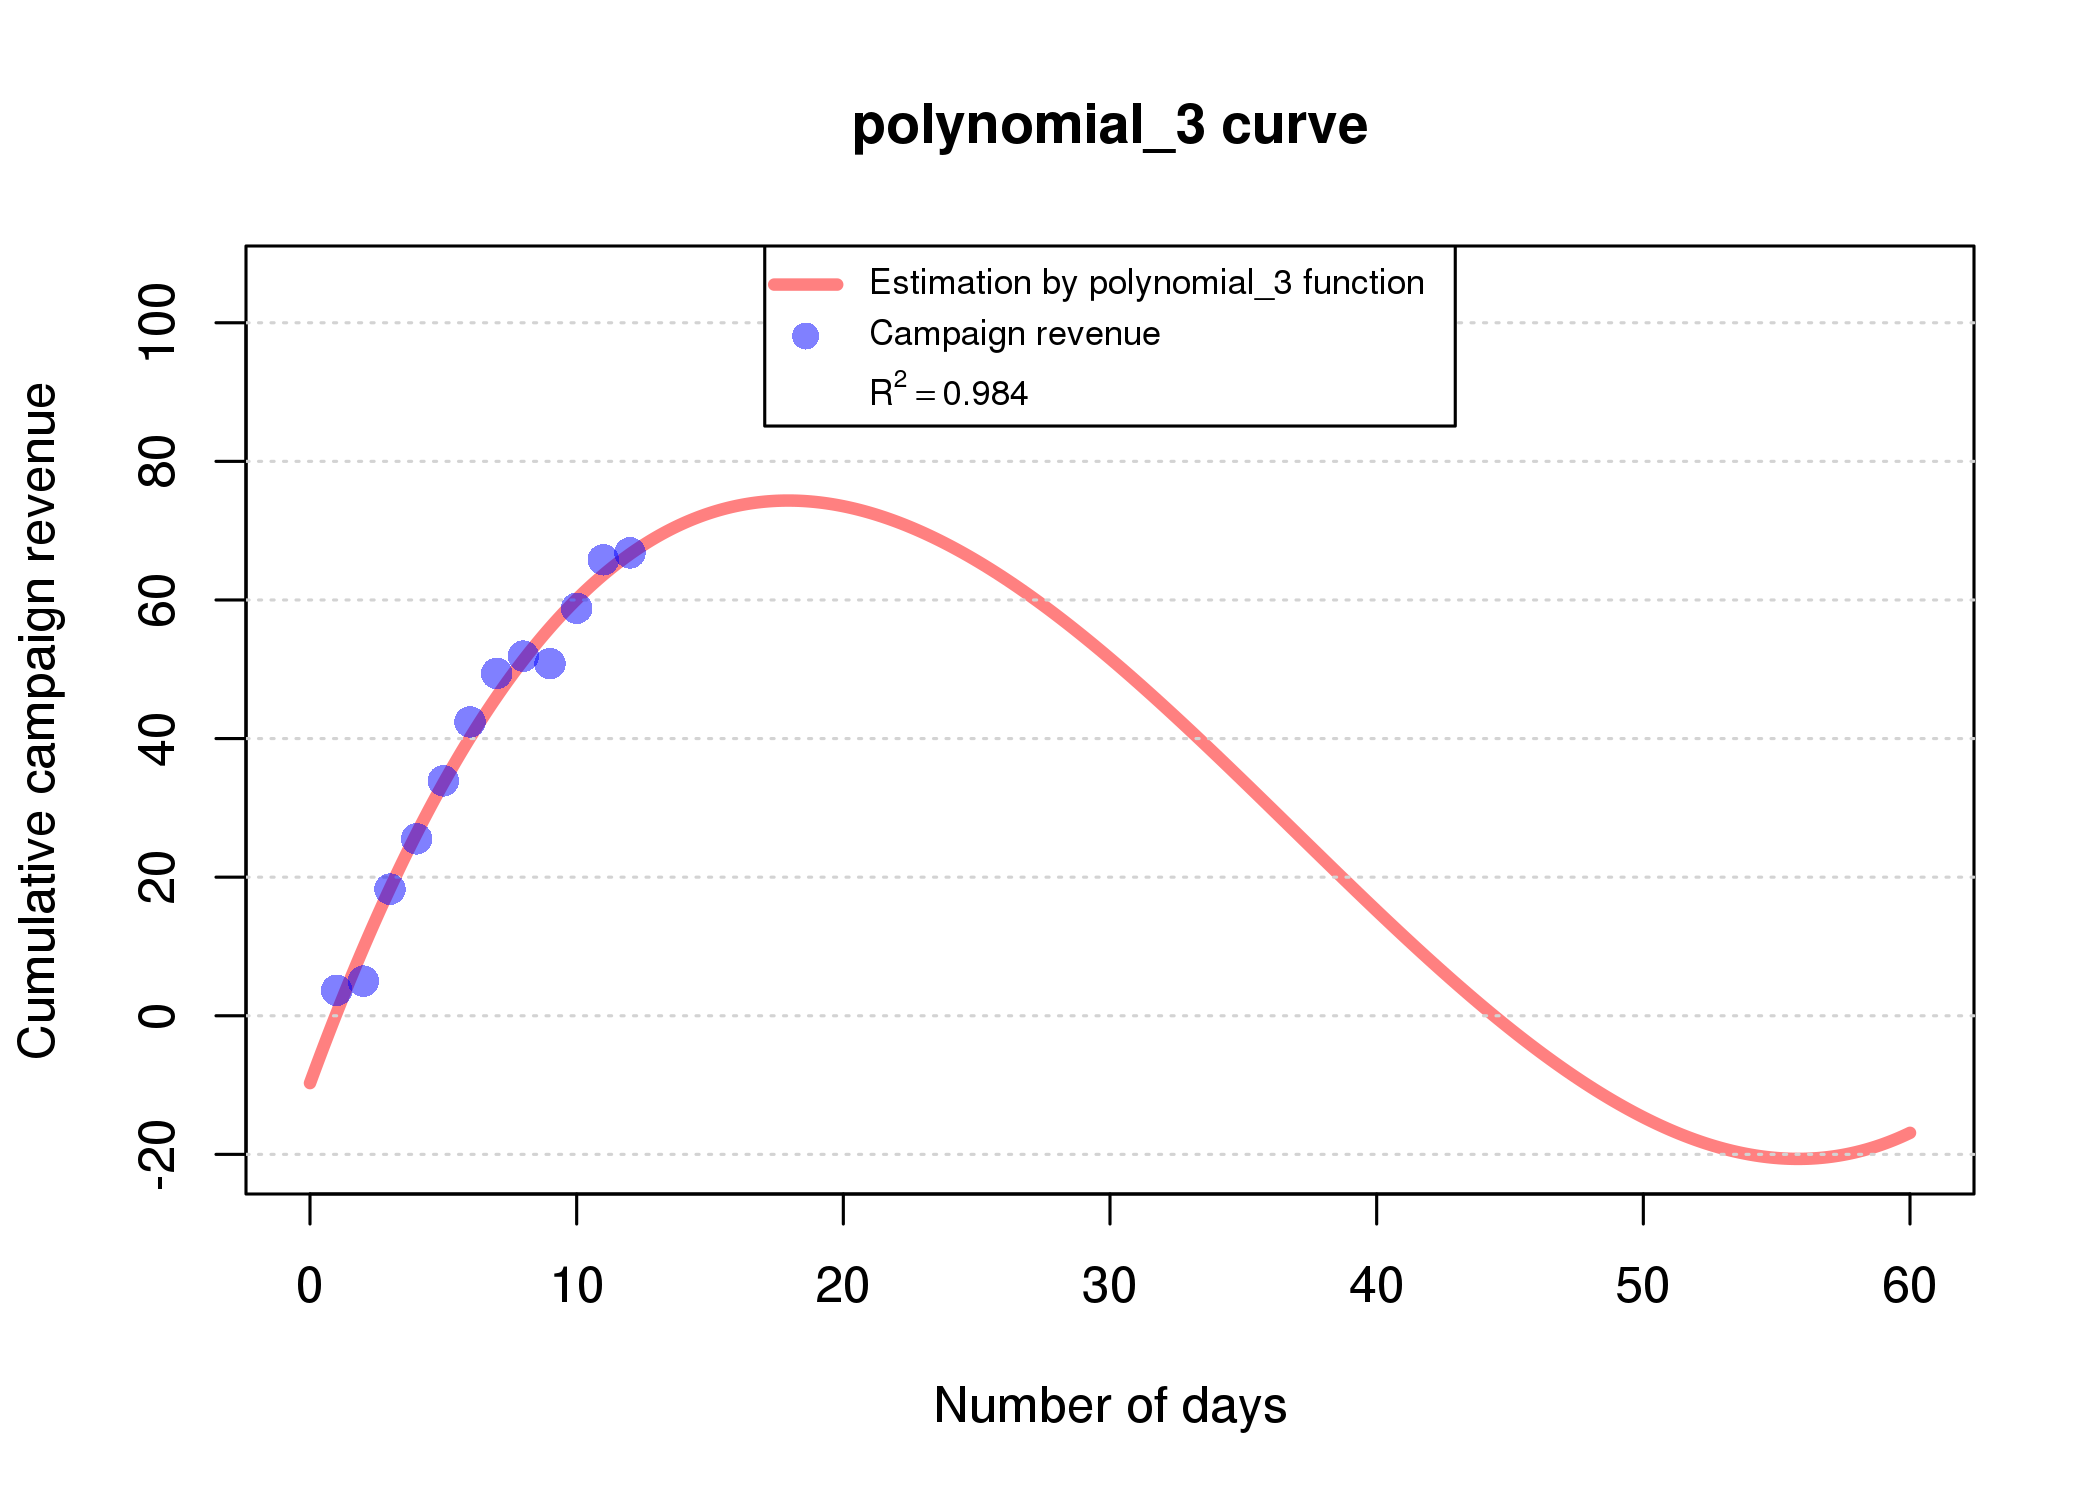 polynomial_3 curve
Estimation by polynomial_3 function
Campaign revenue
R² = 0.984
Cumulative campaign revenue
100
80
60
40
20
0
-20
0 10 20 30 40 50 60
Number of days